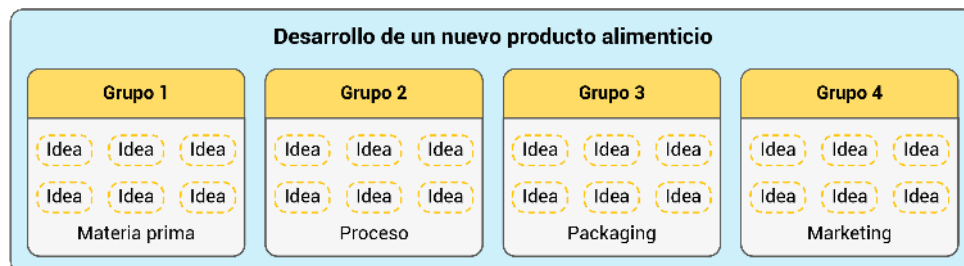 Desarrollo de un nuevo producto alimenticio
Grupo 1
Idea Idea Idea
Idea Idea Idea
Materia prima
Grupo 2
Idea Idea Idea
Idea Idea Idea
Proceso
Grupo 3
Idea Idea Idea
Idea Idea Idea
Packaging
Grupo 4
Idea Idea Idea
Idea Idea Idea
Marketing